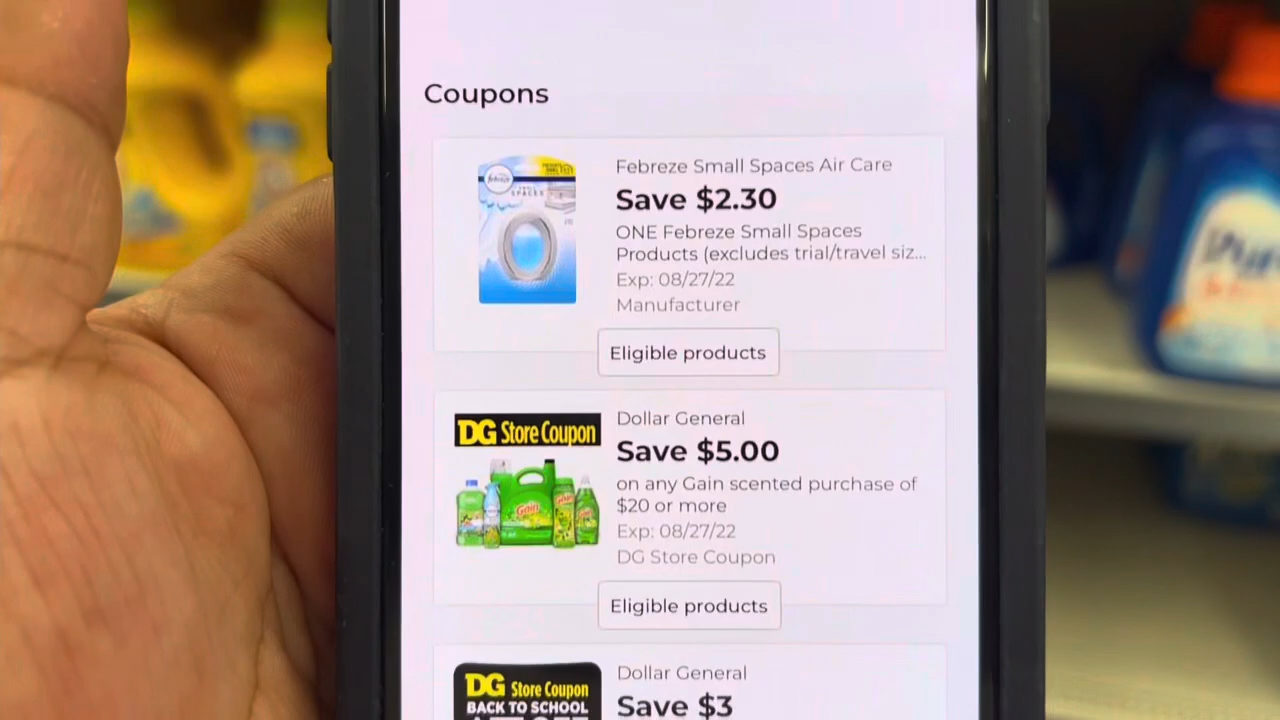 Coupons
Febreze Small Spaces Air Care
Save $2.30
ONE Febreze Small Spaces
Products (excludes trial/travel siz...
Exp: 08/27/22
Manufacturer
febreze
SPACES
Eligible products
Dollar General
Save $5.00
on any Gain scented purchase of
$20 or more
Exp: 08/27/22
DG Store Coupon
DG Store Coupon
Gain
Eligible products
Dollar General
Save $3
DG Store Coupon
BACK TO SCHOOL